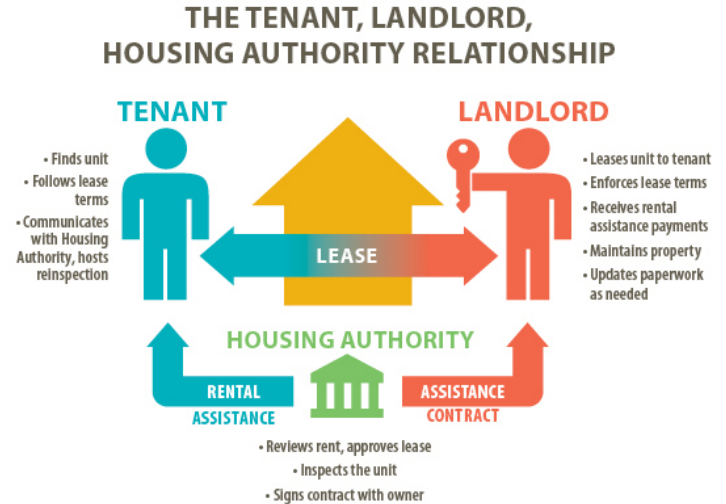 THE TENANT, LANDLORD,
HOUSING AUTHORITY RELATIONSHIP
TENANT
• Finds unit
• Follows lease
terms
• Communicates
with Housing
Authority, hosts
reinspection
LANDLORD
• Leases unit to tenant
• Enforces lease terms
• Receives rental
assistance payments
• Maintains property
• Updates paperwork
as needed
LEASE
HOUSING AUTHORITY
RENTAL
ASSISTANCE
ASSISTANCE
CONTRACT
• Reviews rent, approves lease
• Inspects the unit
• Signs contract with owner